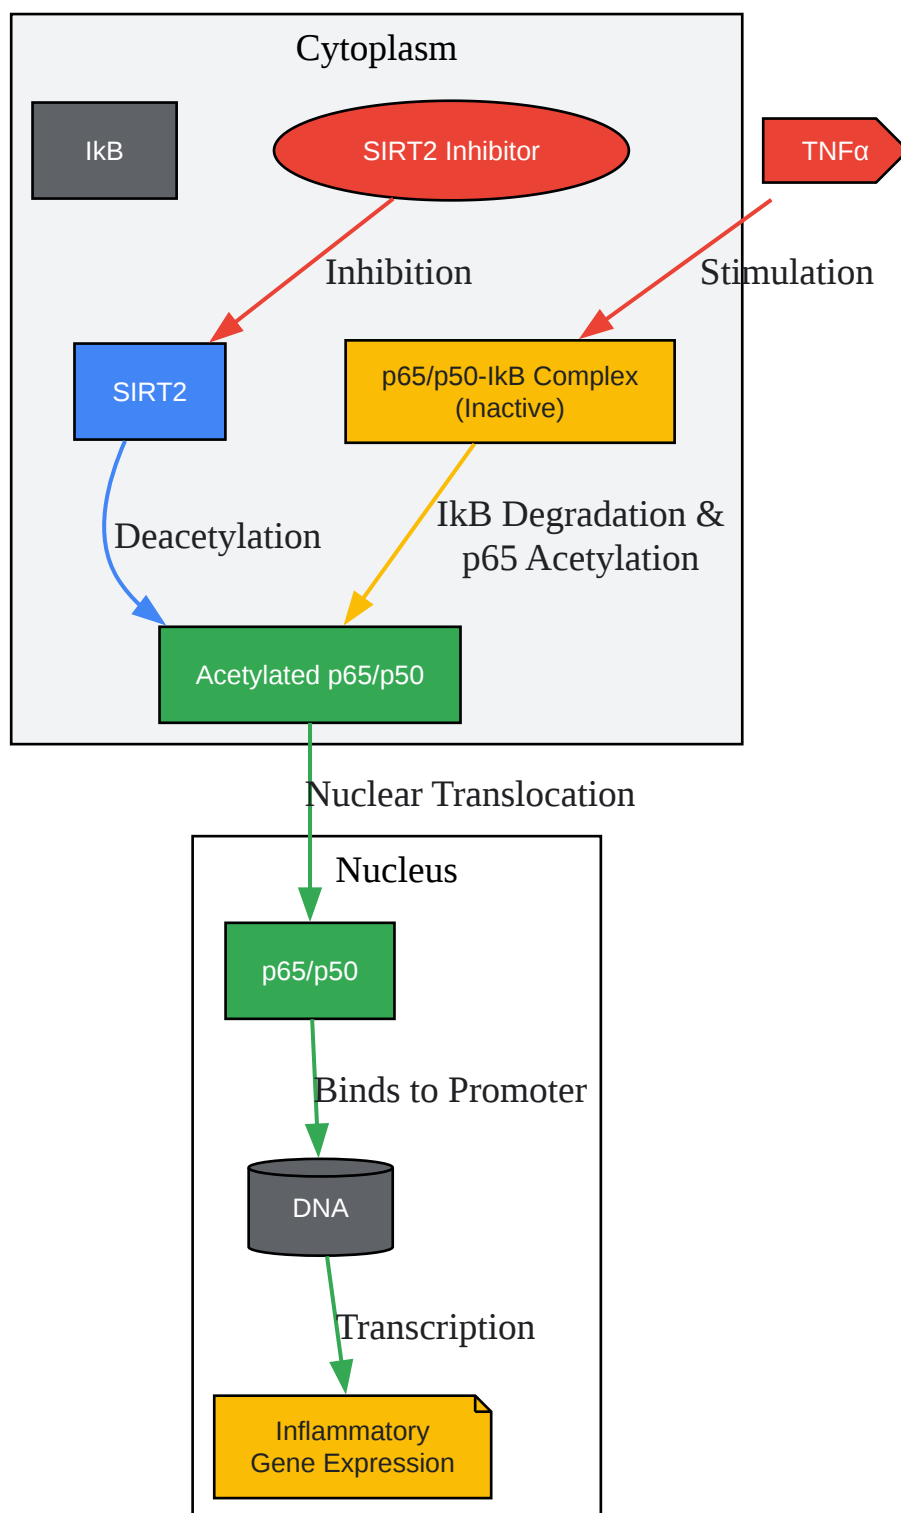 Cytoplasm
IkB
SIRT2 Inhibitor
TNFα
Inhibition
Stimulation
SIRT2
p65/p50-IkB Complex
(Inactive)
Deacetylation
IkB Degradation &
p65 Acetylation
Acetylated p65/p50
Nuclear Translocation
Nucleus
p65/p50
Binds to Promoter
DNA
Transcription
Inflammatory
Gene Expression